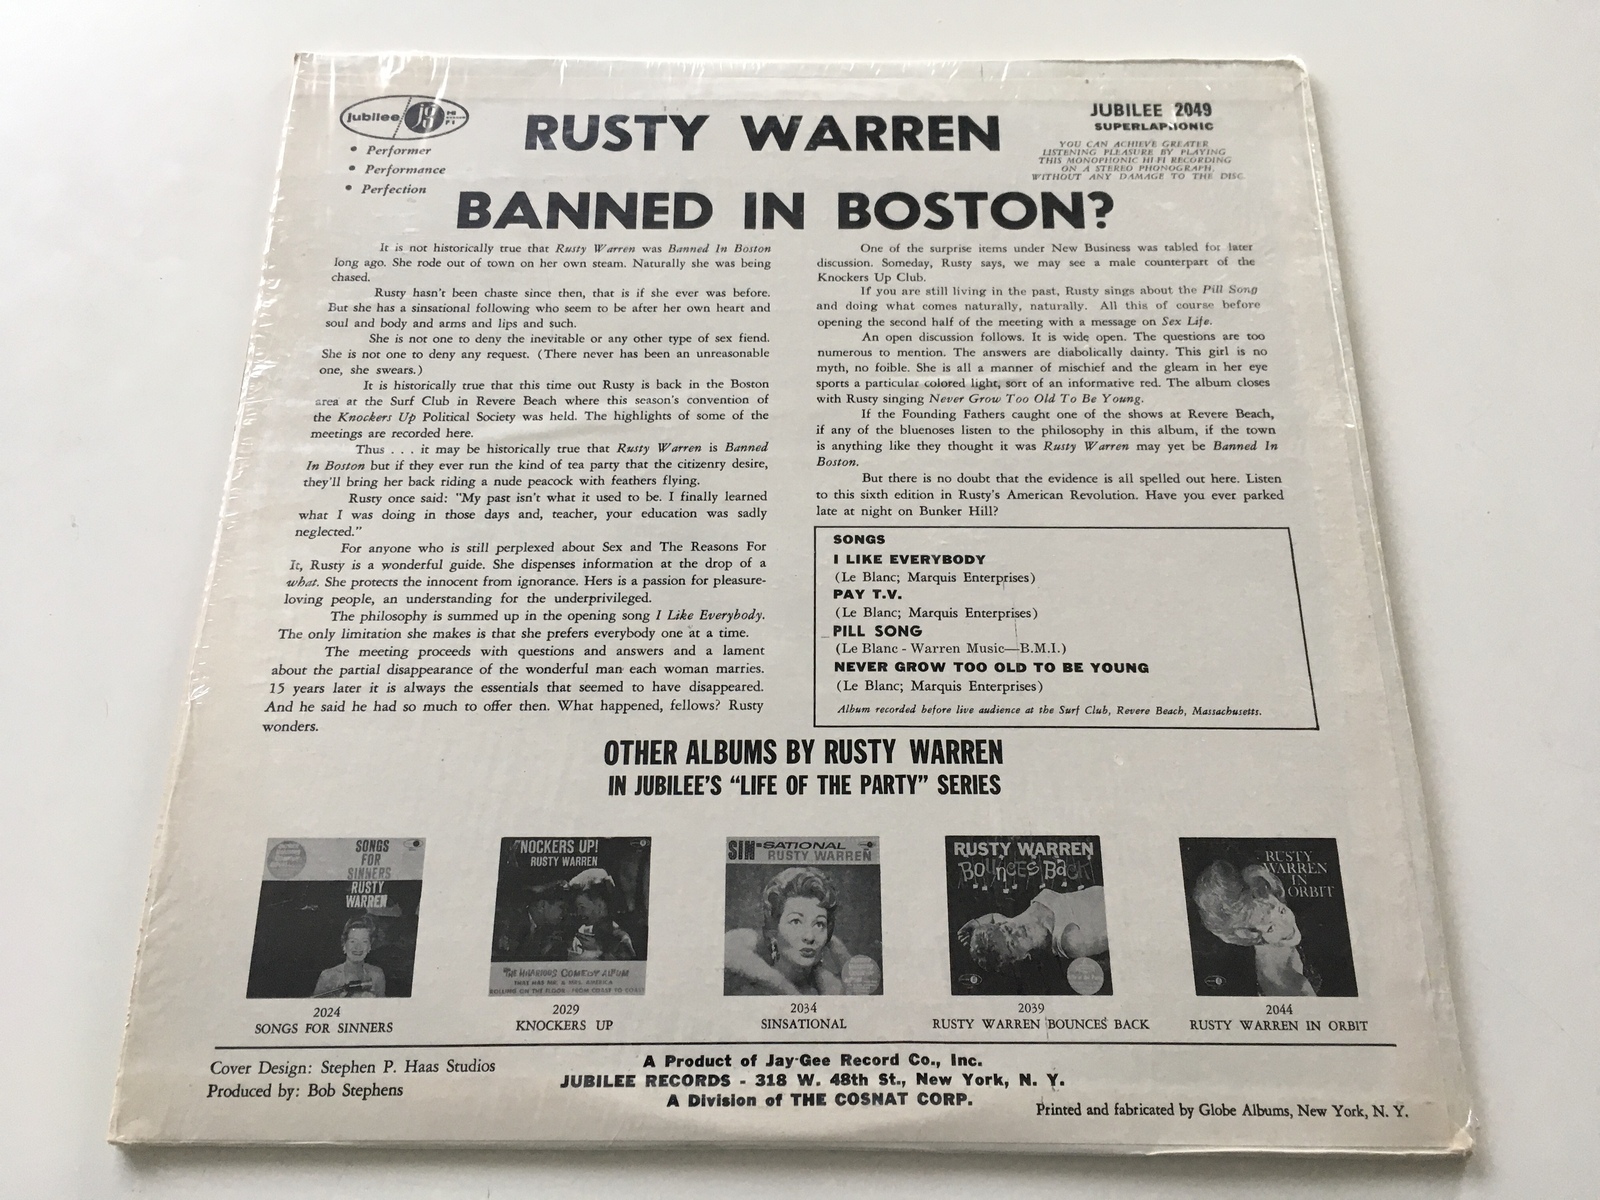 jubilee jg HI FI
• Performer
• Performance
• Perfection
RUSTY WARREN
JUBILEE 2049
SUPERLAPHONIC
YOU CAN ACHIEVE GREATER
LISTENING PLEASURE BY PLAYING
THIS MONOPHONIC HI FI RECORDING
ON A STEREO PHONOGRAPH,
WITHOUT ANY DAMAGE TO THE DISC.
BANNED IN BOSTON?
It is not historically true that Rusty Warren was Banned In Boston
long ago. She rode out of town on her own steam. Naturally she was being
chased.
Rusty hasn't been chaste since then, that is if she ever was before.
But she has a sinsational following who seem to be after her own heart and
soul and body and arms and lips and such.
She is not one to deny the inevitable or any other type of sex fiend.
She is not one to deny any request. (There never has been an unreasonable
one, she swears.)
It is historically true that this time out Rusty is back in the Boston
area at the Surf Club in Revere Beach where this season's convention of
the Knockers Up Political Society was held. The highlights of some of the
meetings are recorded here.
Thus . . . it may be historically true that Rusty Warren is Banned
In Boston but if they ever run the kind of tea party that the citizenry desire,
they'll bring her back riding a nude peacock with feathers flying.
Rusty once said: "My past isn't what it used to be. I finally learned
what I was doing in those days and, teacher, your education was sadly
neglected."
For anyone who is still perplexed about Sex and The Reasons For
It, Rusty is a wonderful guide. She dispenses information at the drop of a
what. She protects the innocent from ignorance. Hers is a passion for pleasure-
loving people, an understanding for the underprivileged.
The philosophy is summed up in the opening song I Like Everybody.
The only limitation she makes is that she prefers everybody one at a time.
The meeting proceeds with questions and answers and a lament
about the partial disappearance of the wonderful man each woman marries.
15 years later it is always the essentials that seemed to have disappeared.
And he said he had so much to offer then. What happened, fellows? Rusty
wonders.
One of the surprise items under New Business was tabled for later
discussion. Someday, Rusty says, we may see a male counterpart of the
Knockers Up Club.
If you are still living in the past, Rusty sings about the Pill Song
and doing what comes naturally, naturally. All this of course before
opening the second half of the meeting with a message on Sex Life.
An open discussion follows. It is wide open. The questions are too
numerous to mention. The answers are diabolically dainty. This girl is no
myth, no foible. She is all a manner of mischief and the gleam in her eye
sports a particular colored light, sort of an informative red. The album closes
with Rusty singing Never Grow Too Old To Be Young.
If the Founding Fathers caught one of the shows at Revere Beach,
if any of the bluenoses listen to the philosophy in this album, if the town
is anything like they thought it was Rusty Warren may yet be Banned In
Boston.
But there is no doubt that the evidence is all spelled out here. Listen
to this sixth edition in Rusty's American Revolution. Have you ever parked
late at night on Bunker Hill?
SONGS
I LIKE EVERYBODY
(Le Blanc; Marquis Enterprises)
PAY T.V.
(Le Blanc; Marquis Enterprises)
PILL SONG
(Le Blanc - Warren Music—B.M.I.)
NEVER GROW TOO OLD TO BE YOUNG
(Le Blanc; Marquis Enterprises)
Album recorded before live audience at the Surf Club, Revere Beach, Massachusetts.
OTHER ALBUMS BY RUSTY WARREN
IN JUBILEE'S "LIFE OF THE PARTY" SERIES
SONGS
FOR
SINNERS
RUSTY
WARREN
KNOCKERS UP!
RUSTY WARREN
THE HILARIOUS COMEDY ALBUM
THAT HAS MR. & MRS. AMERICA
ROLLING ON THE FLOOR - FROM COAST TO COAST
SIN-SATIONAL
RUSTY WARREN
RUSTY WARREN
BOUNCES BACK
RUSTY
WARREN
IN
ORBIT
2024
SONGS FOR SINNERS
2029
KNOCKERS UP
2034
SINSATIONAL
2039
RUSTY WARREN BOUNCES BACK
2044
RUSTY WARREN IN ORBIT
Cover Design: Stephen P. Haas Studios
Produced by: Bob Stephens
A Product of Jay-Gee Record Co., Inc.
JUBILEE RECORDS - 318 W. 48th St., New York, N. Y.
A Division of THE COSNAT CORP.
Printed and fabricated by Globe Albums, New York, N. Y.